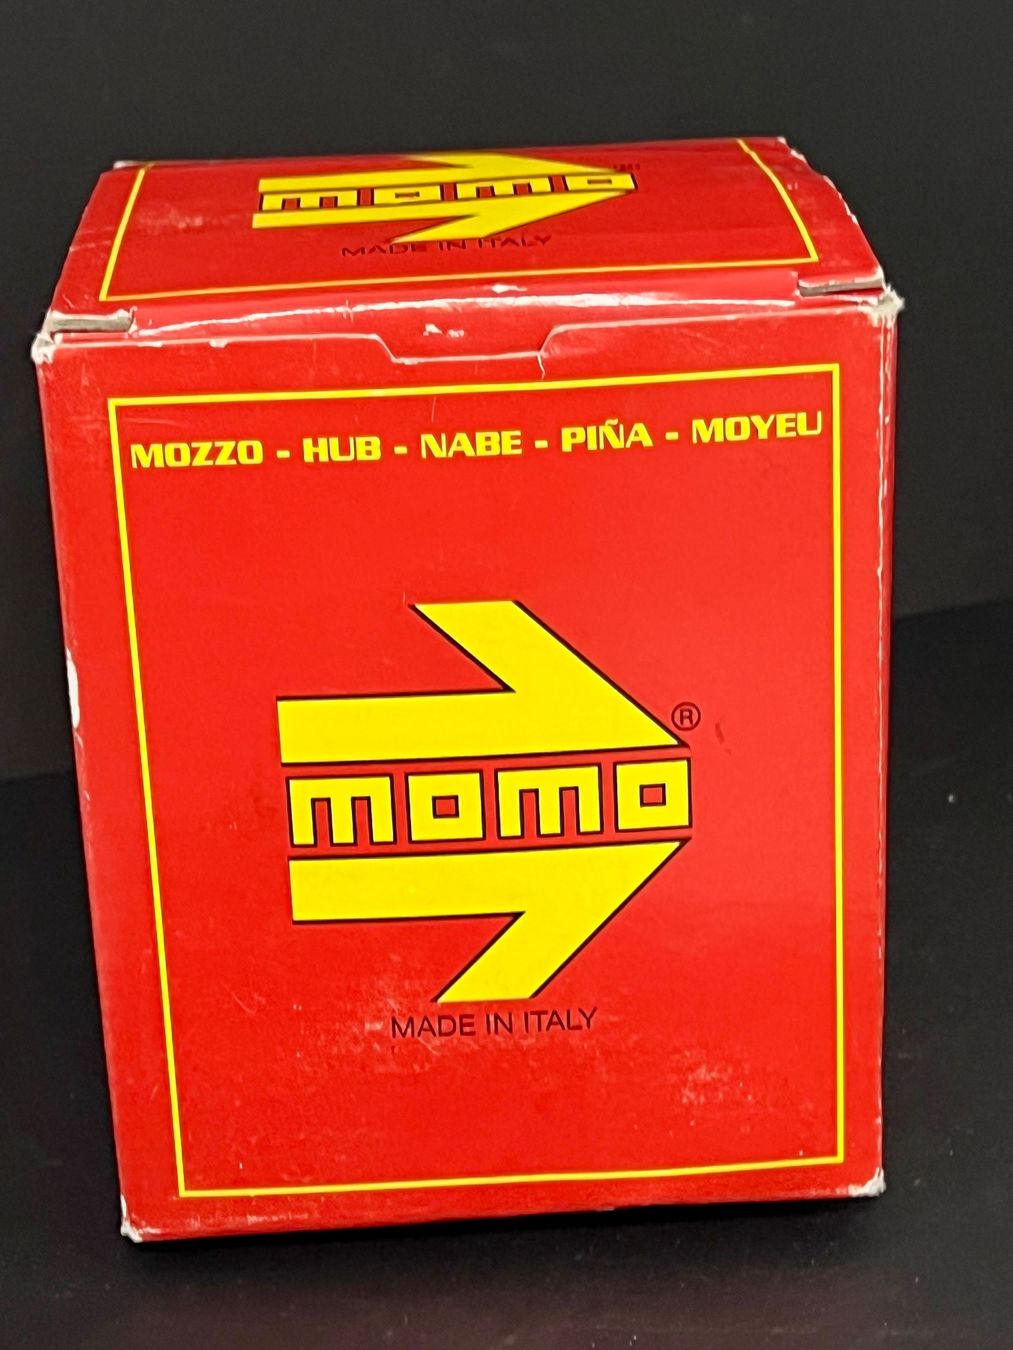 momo
MADE IN ITALY
MOZZO - HUB - NABE - PIÑA - MOYEU
momo®
MADE IN ITALY